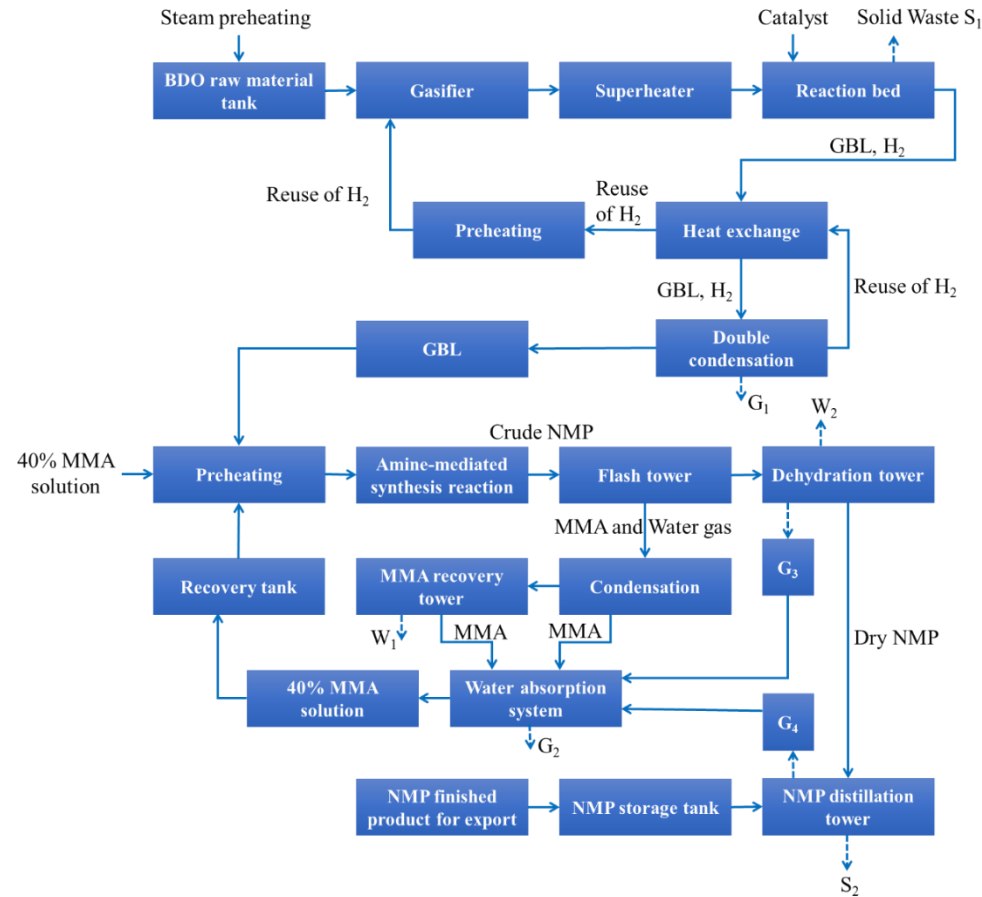 Steam preheating
Catalyst
Solid Waste S₁
BDO raw material
tank
Gasifier
Superheater
Reaction bed
GBL, H₂
Reuse of H₂
Reuse
of H₂
Preheating
Heat exchange
GBL, H₂
Reuse of H₂
GBL
Double
condensation
G₁
W₂
Crude NMP
40% MMA
solution
Preheating
Amine-mediated
synthesis reaction
Flash tower
Dehydration tower
MMA and Water gas
G₃
Recovery tank
MMA recovery
tower
Condensation
W₁
MMA
MMA
Dry NMP
40% MMA
solution
Water absorption
system
G₄
G₂
NMP finished
product for export
NMP storage tank
NMP distillation
tower
S₂